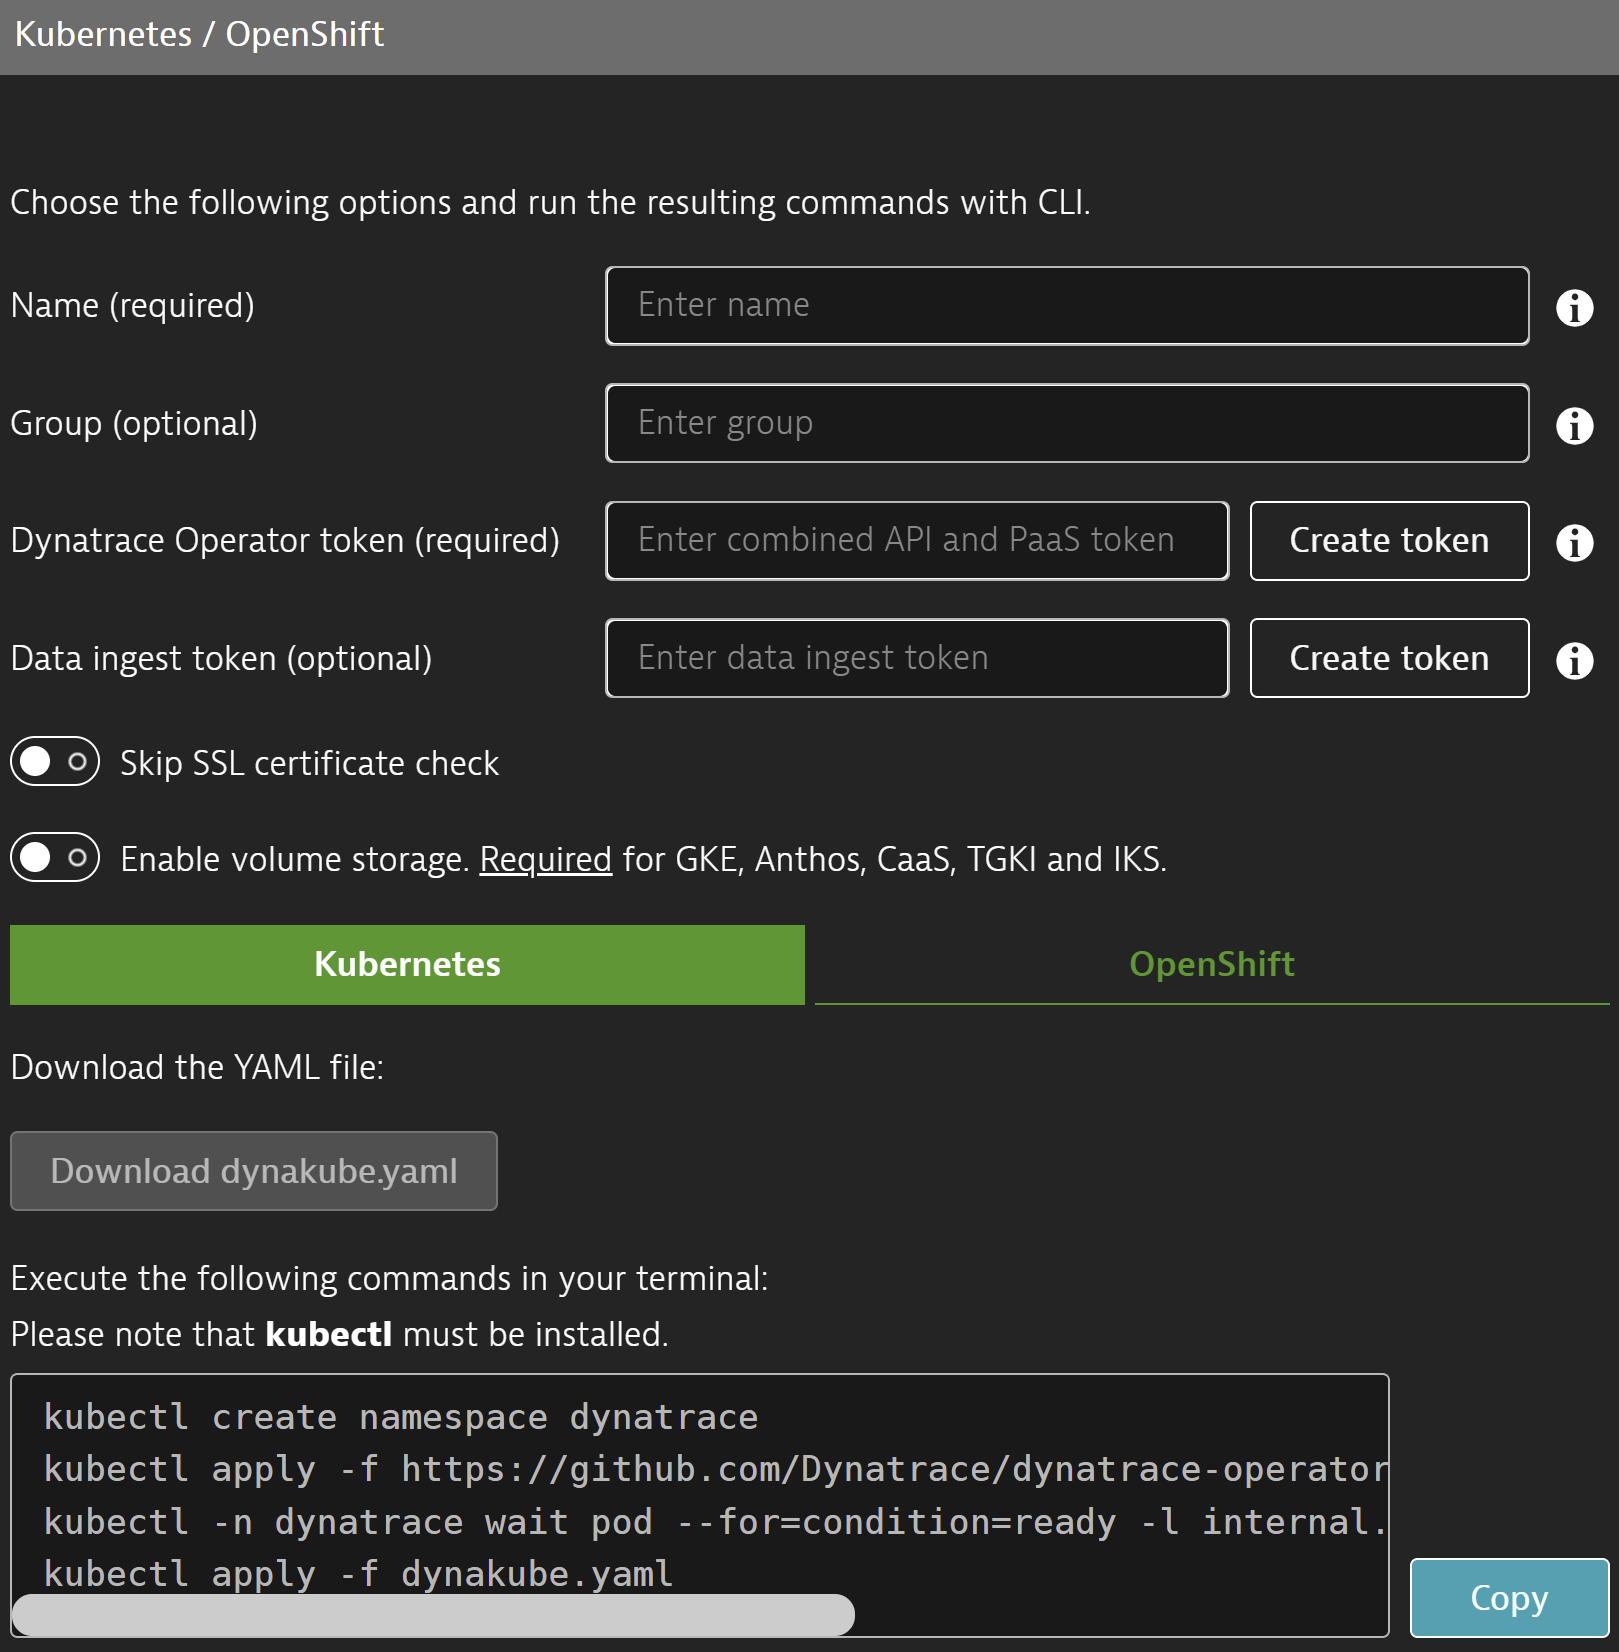 Kubernetes / OpenShift
Choose the following options and run the resulting commands with CLI.
Name (required)
Enter name
Group (optional)
Enter group
Dynatrace Operator token (required)
Enter combined API and PaaS token
Create token
Data ingest token (optional)
Enter data ingest token
Create token
Skip SSL certificate check
Enable volume storage. Required for GKE, Anthos, CaaS, TGKI and IKS.
Kubernetes
OpenShift
Download the YAML file:
Download dynakube.yaml
Execute the following commands in your terminal:
Please note that kubectl must be installed.
kubectl create namespace dynatrace
kubectl apply -f https://github.com/Dynatrace/dynatrace-operator
kubectl -n dynatrace wait pod --for=condition=ready -l internal.
kubectl apply -f dynakube.yaml
Copy